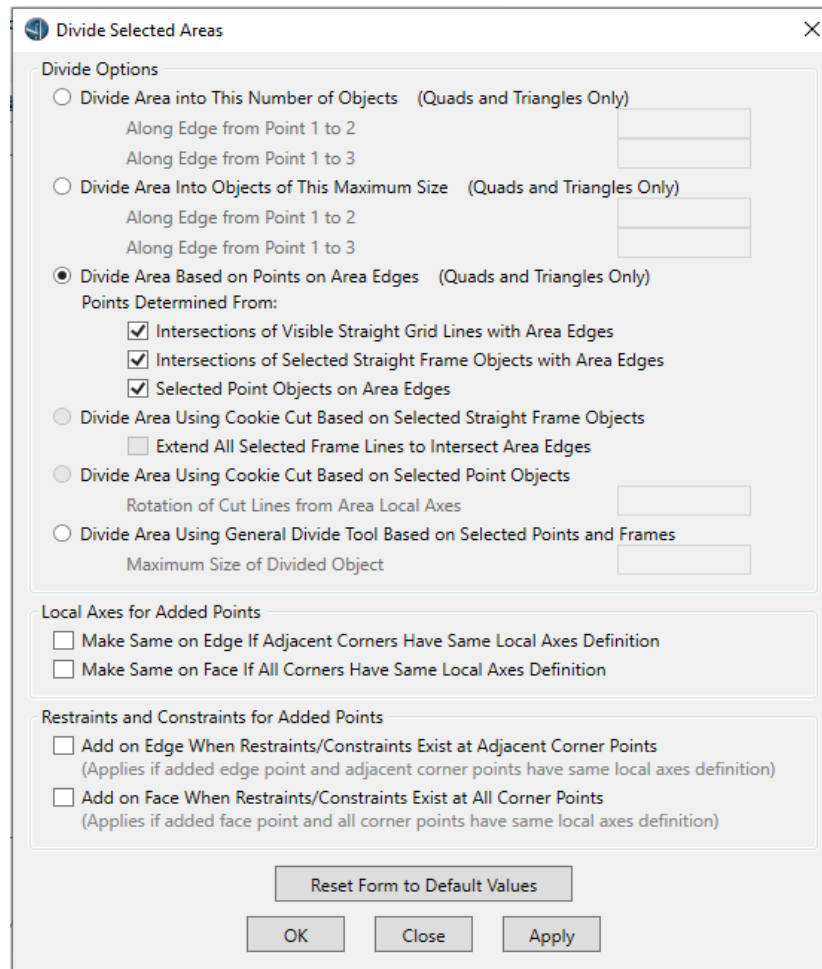 Divide Selected Areas
Divide Options
Divide Area into This Number of Objects (Quads and Triangles Only)
Along Edge from Point 1 to 2
Along Edge from Point 1 to 3
Divide Area Into Objects of This Maximum Size (Quads and Triangles Only)
Along Edge from Point 1 to 2
Along Edge from Point 1 to 3
Divide Area Based on Points on Area Edges (Quads and Triangles Only)
Points Determined From:
Intersections of Visible Straight Grid Lines with Area Edges
Intersections of Selected Straight Frame Objects with Area Edges
Selected Point Objects on Area Edges
Divide Area Using Cookie Cut Based on Selected Straight Frame Objects
Extend All Selected Frame Lines to Intersect Area Edges
Divide Area Using Cookie Cut Based on Selected Point Objects
Rotation of Cut Lines from Area Local Axes
Divide Area Using General Divide Tool Based on Selected Points and Frames
Maximum Size of Divided Object
Local Axes for Added Points
Make Same on Edge If Adjacent Corners Have Same Local Axes Definition
Make Same on Face If All Corners Have Same Local Axes Definition
Restraints and Constraints for Added Points
Add on Edge When Restraints/Constraints Exist at Adjacent Corner Points
(Applies if added edge point and adjacent corner points have same local axes definition)
Add on Face When Restraints/Constraints Exist at All Corner Points
(Applies if added face point and all corner points have same local axes definition)
Reset Form to Default Values
OK Close Apply